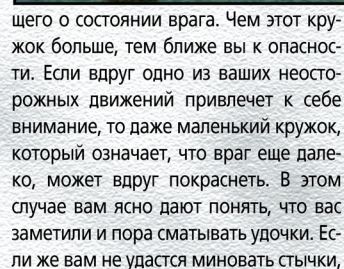 щего о состоянии врага. Чем этот кру-
жок больше, тем ближе вы к опаснос-
ти. Если вдруг одно из ваших неосто-
рожных движений привлечет к себе
внимание, то даже маленький кружок,
который означает, что враг еще дале-
ко, может вдруг покраснеть. В этом
случае вам ясно дают понять, что вас
заметили и пора сматывать удочки. Ес-
ли же вам не удастся миновать стычки,